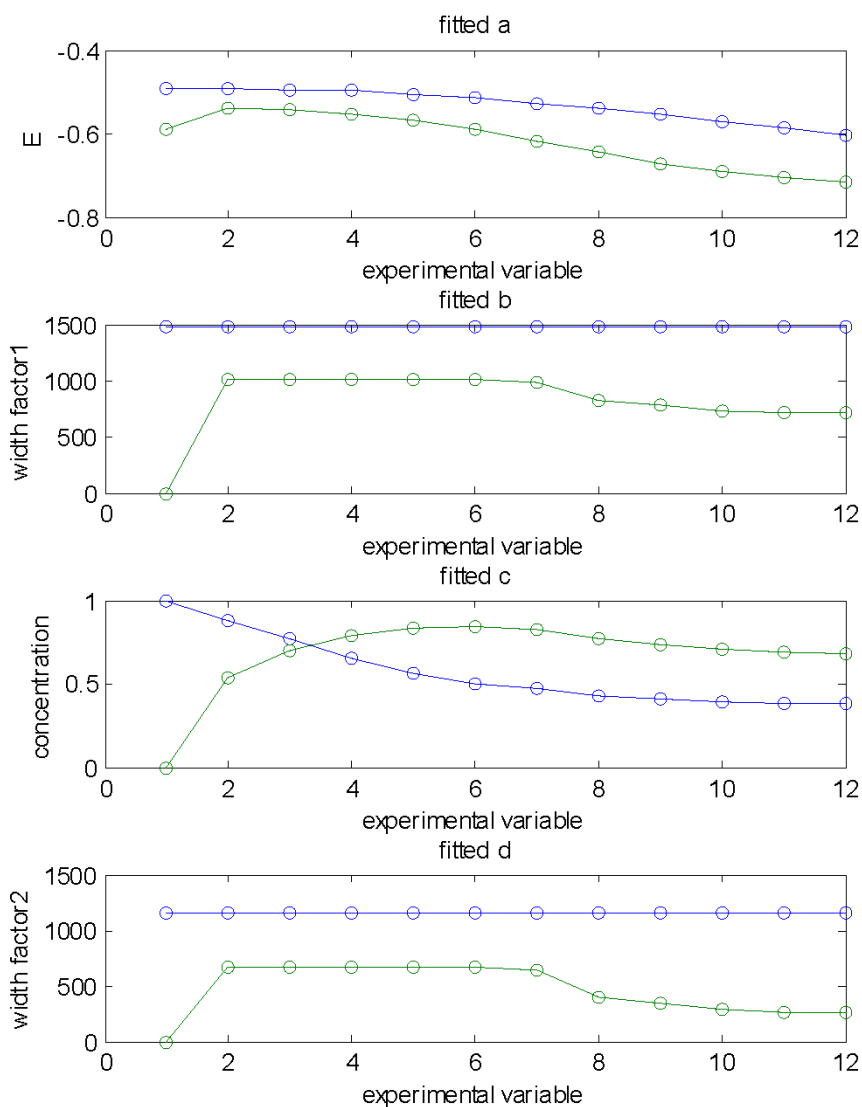 fitted a
-0.4
-0.6
-0.8
E
0 2 4 6 8 10 12
experimental variable
fitted b
1500
1000
500
0
width factor1
0 2 4 6 8 10 12
experimental variable
fitted c
1
0.5
0
concentration
0 2 4 6 8 10 12
experimental variable
fitted d
1500
1000
500
0
width factor2
0 2 4 6 8 10 12
experimental variable